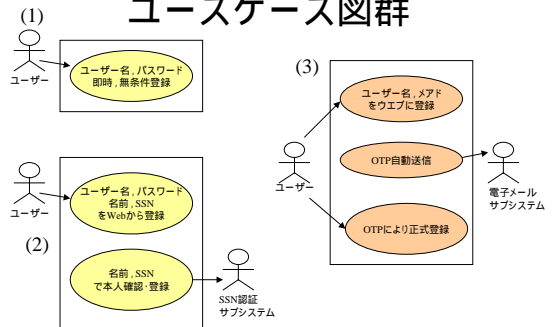 ユースケース図群
(1)
ユーザー
ユーザー名,パスワード
即時,無条件登録
ユーザー
ユーザー名,パスワード
名前,SSN
をWebから登録
(2)
名前,SSN
で本人確認・登録
SSN認証
サブシステム
(3)
ユーザー名,メアド
をウエブに登録
ユーザー
OTP自動送信
電子メール
サブシステム
OTPにより正式登録